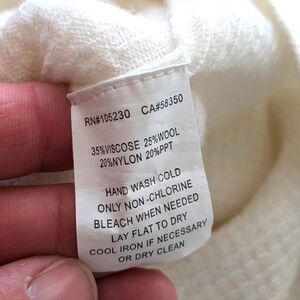 RN#105230 CA#58350
35%VISCOSE 25%WOOL
20%NYLON 20%PPT
HAND WASH COLD
ONLY NON-CHLORINE
BLEACH WHEN NEEDED
LAY FLAT TO DRY
COOL IRON IF NECESSARY
OR DRY CLEAN